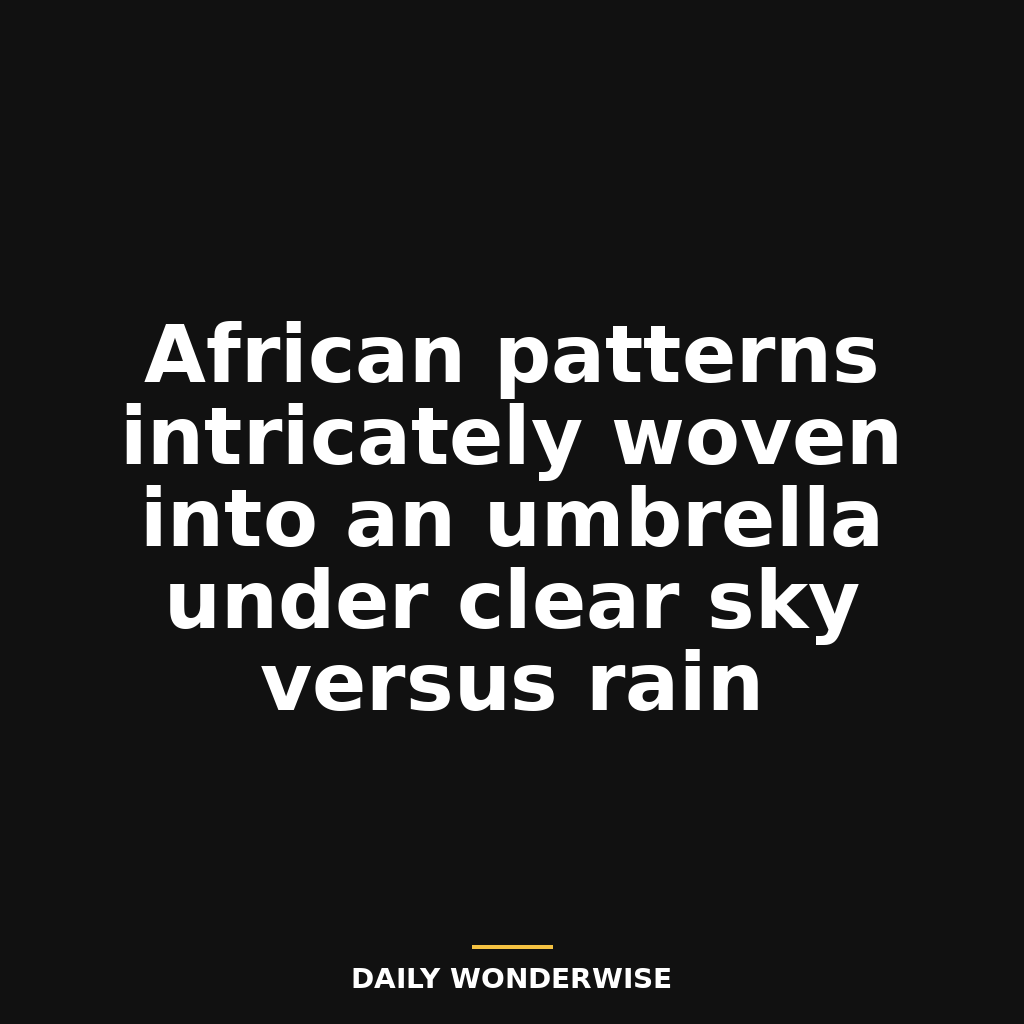 African patterns
intricately woven
into an umbrella
under clear sky
versus rain
DAILY WONDERWISE